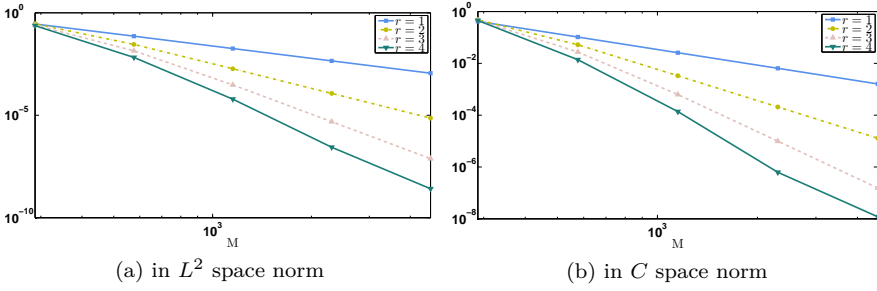 10^0
10^-5
10^-10
10^3
M
r = 1
r = 2
r = 3
r = 4
(a) in L^2 space norm
10^0
10^-2
10^-4
10^-6
10^-8
10^3
M
r = 1
r = 2
r = 3
r = 4
(b) in C space norm